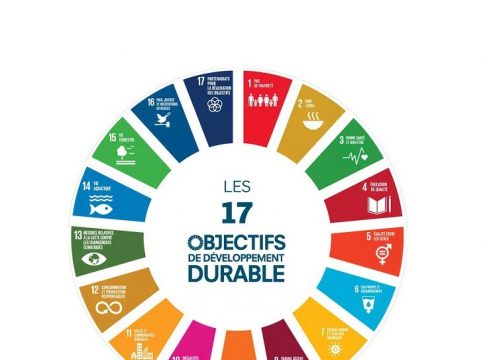 LES
17
OBJECTIFS
DE DÉVELOPPEMENT
DURABLE
1 PAS
DE PAUVRETÉ
2 FAIM
«ZÉRO»
3 BONNE SANTÉ
ET BIEN-ÊTRE
4 ÉDUCATION
DE QUALITÉ
5 ÉGALITÉ ENTRE
LES SEXES
6 EAU PROPRE ET
ASSAINISSEMENT
7 ÉNERGIE PROPRE
ET D'UN COÛT
ABORDABLE
8
9
10 INÉGALITÉS
11 VILLES ET
COMMUNAUTÉS
DURABLES
12 CONSOMMATION
ET PRODUCTION
RESPONSABLES
13 MESURES RELATIVES
À LA LUTTE CONTRE
LES CHANGEMENTS
CLIMATIQUES
14 VIE
AQUATIQUE
15 VIE
TERRESTRE
16 PAIX, JUSTICE
ET INSTITUTIONS
EFFICACES
17 PARTENARIATS
POUR
LA RÉALISATION
DES OBJECTIFS